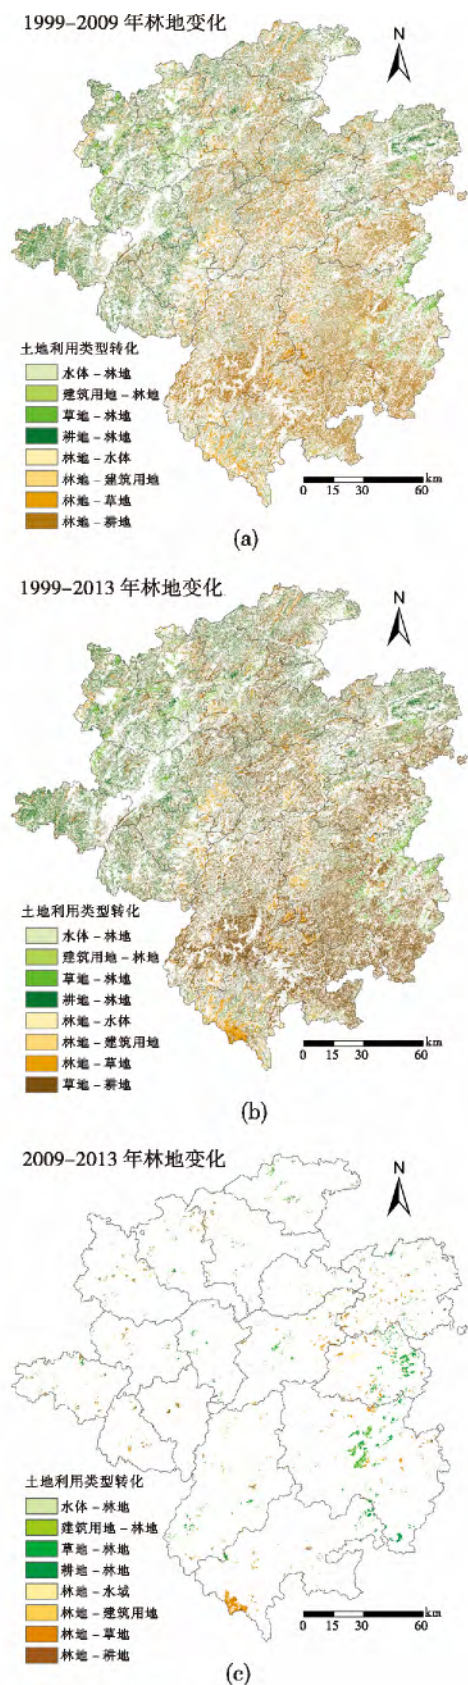 1999–2009 年林地变化
N
土地利用类型转化
水体 – 林地
建筑用地 – 林地
草地 – 林地
耕地 – 林地
林地 – 水体
林地 – 建筑用地
林地 – 草地
林地 – 耕地
km
0 15 30 60
(a)
1999–2013 年林地变化
N
土地利用类型转化
水体 – 林地
建筑用地 – 林地
草地 – 林地
耕地 – 林地
林地 – 水体
林地 – 建筑用地
林地 – 草地
草地 – 耕地
km
0 15 30 60
(b)
2009–2013 年林地变化
N
土地利用类型转化
水体 – 林地
建筑用地 – 林地
草地 – 林地
耕地 – 林地
林地 – 水域
林地 – 建筑用地
林地 – 草地
林地 – 耕地
km
0 15 30 60
(c)